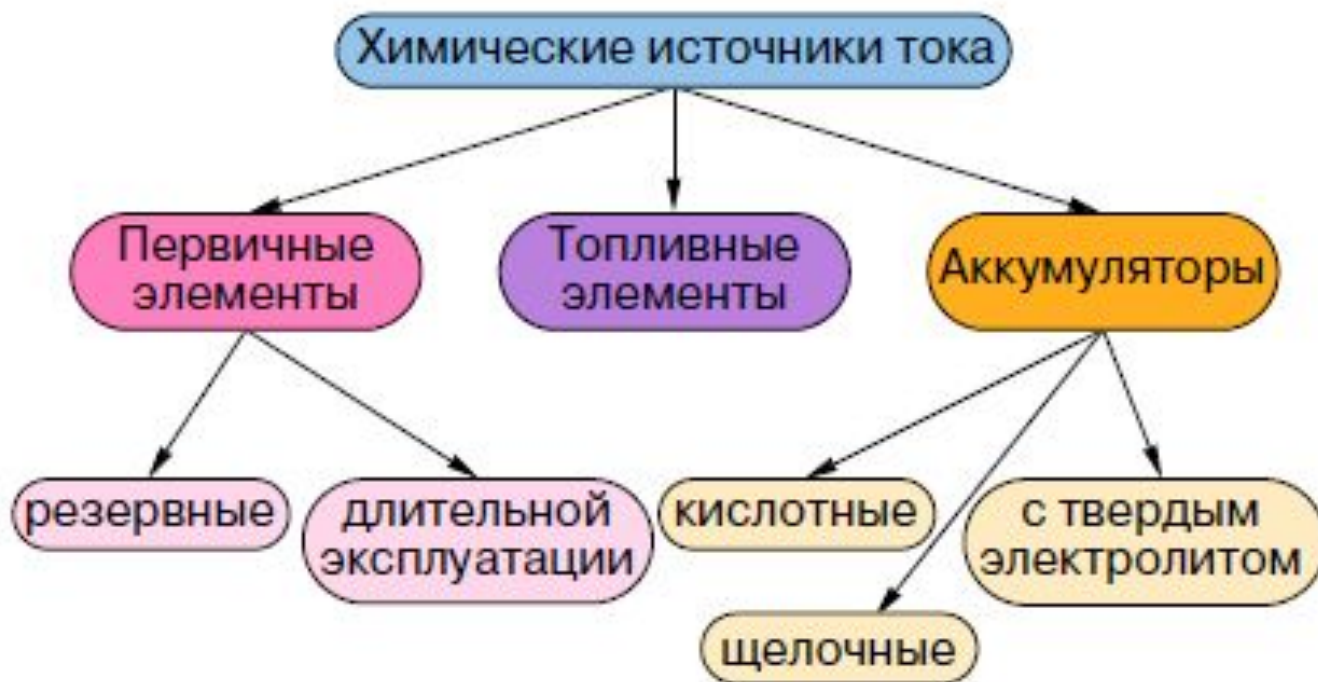 Химические источники тока
Первичные
элементы
Топливные
элементы
Аккумуляторы
резервные
длительной
эксплуатации
кислотные
с твердым
электролитом
щелочные